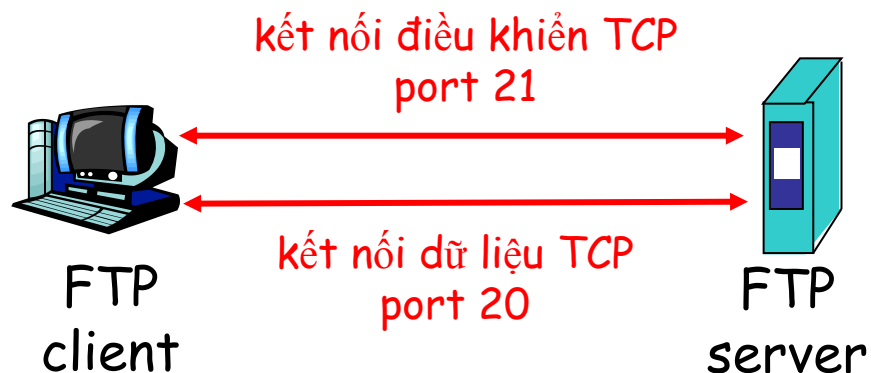 kết nối điều khiển TCP
port 21
kết nối dữ liệu TCP
port 20
FTP
client
FTP
server